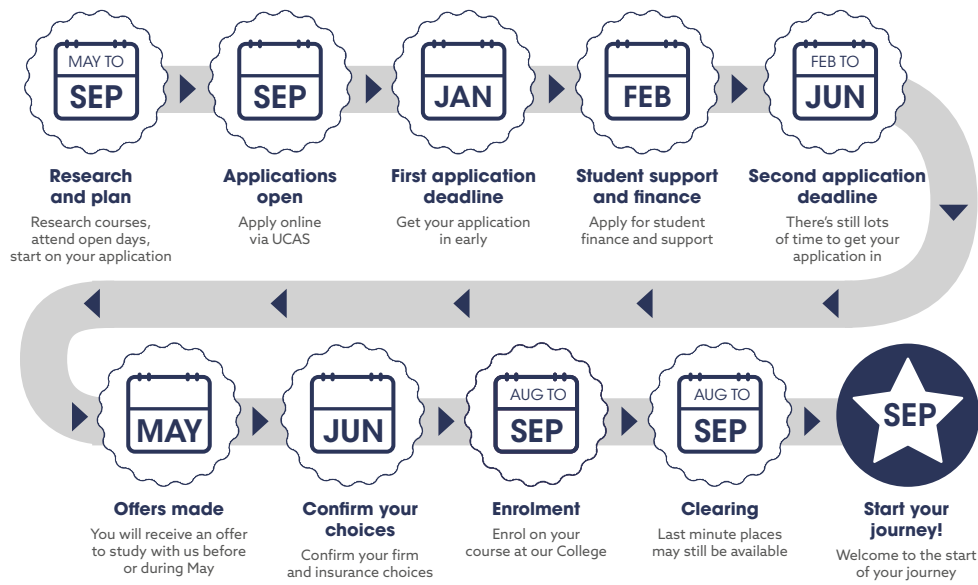 MAY TO
SEP
Research
and plan
Research courses,
attend open days,
start on your application
SEP
Applications
open
Apply online
via UCAS
JAN
First application
deadline
Get your application
in early
FEB
Student support
and finance
Apply for student
finance and support
FEB TO
JUN
Second application
deadline
There's still lots
of time to get your
application in
MAY
Offers made
You will receive an offer
to study with us before
or during May
JUN
Confirm your
choices
Confirm your firm
and insurance choices
AUG TO
SEP
Enrolment
Enrol on your
course at our College
AUG TO
SEP
Clearing
Last minute places
may still be available
SEP
Start your
journey!
Welcome to the start
of your journey